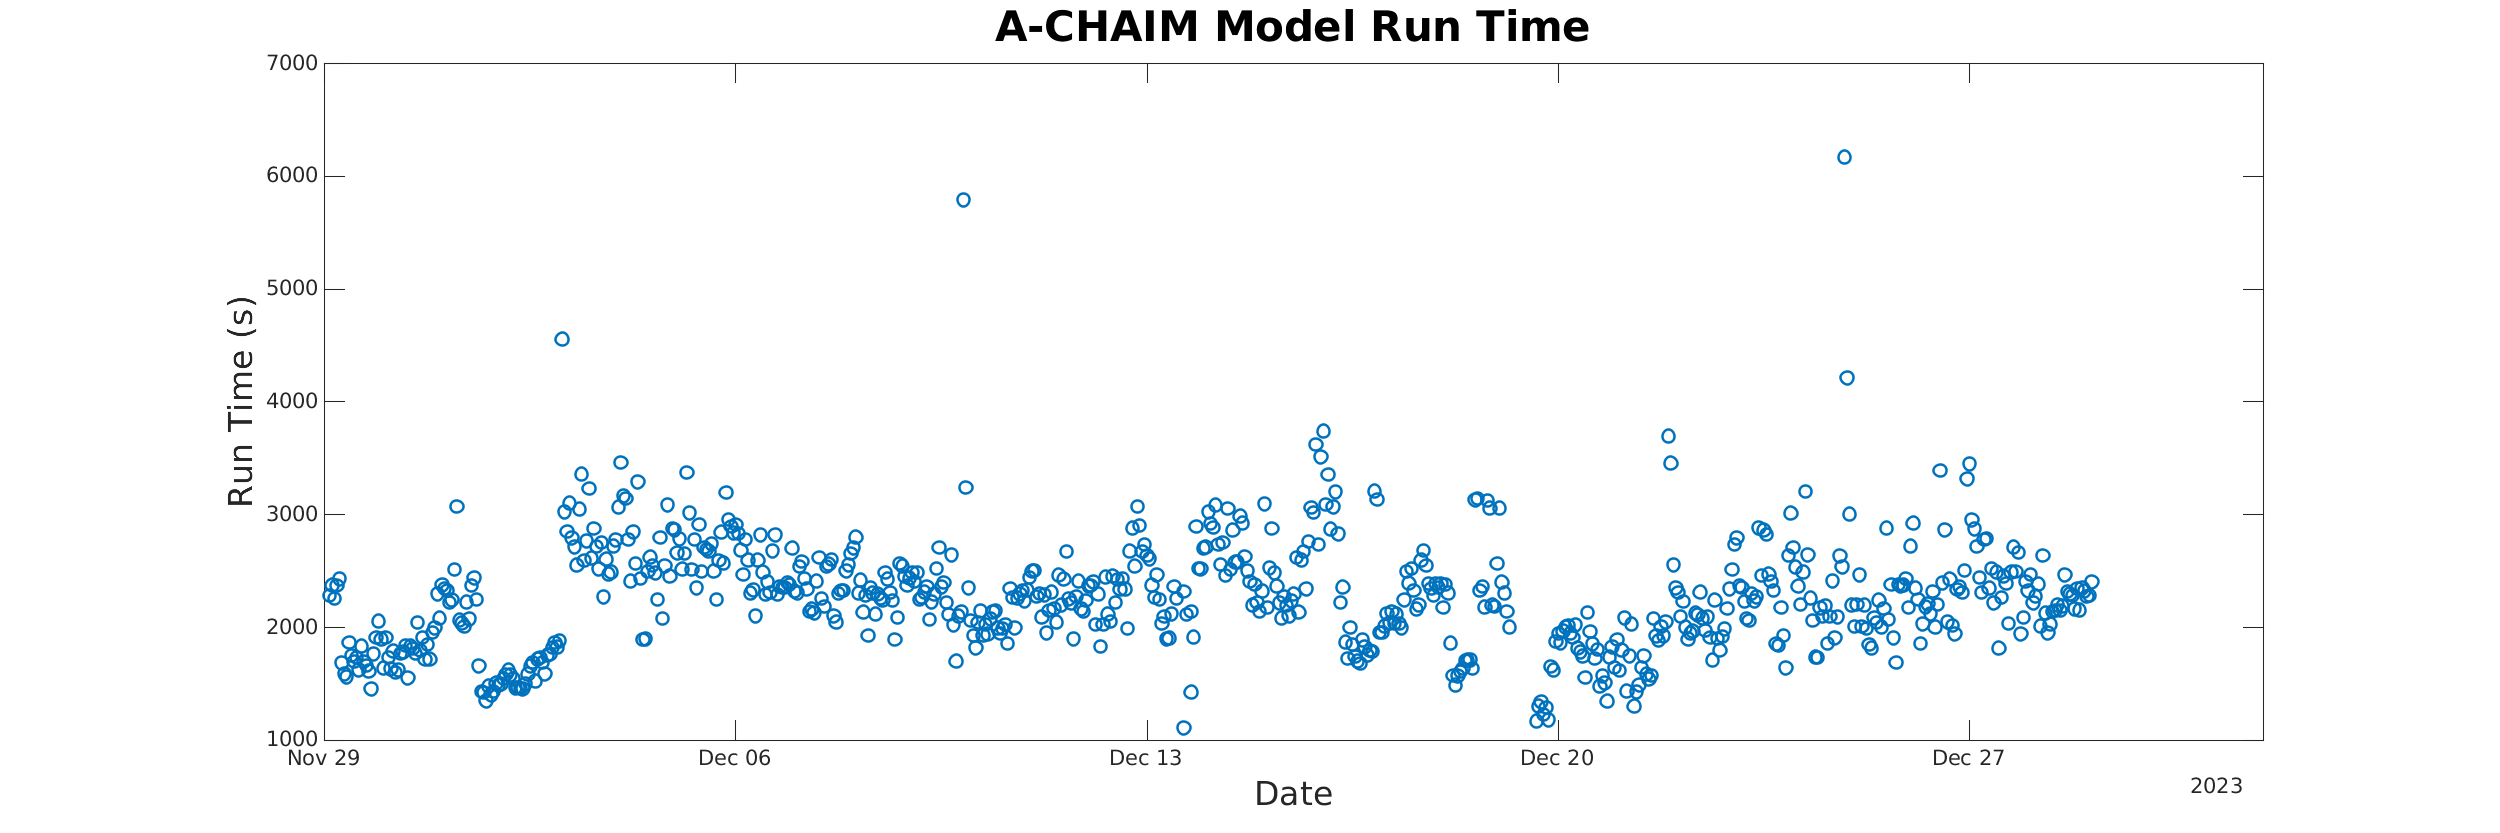 A-CHAIM Model Run Time
7000
6000
5000
4000
3000
2000
1000
Run Time (s)
Nov 29 Dec 06 Dec 13 Dec 20 Dec 27
2023
Date